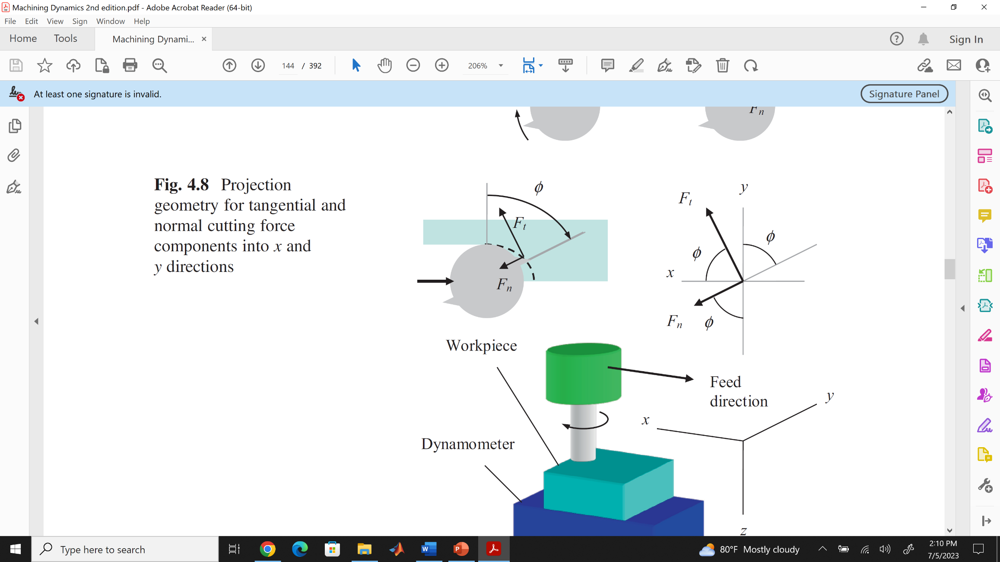 Machining Dynamics 2nd edition.pdf - Adobe Acrobat Reader (64-bit)
File Edit View Sign Window Help
Home Tools Machining Dynami... × Sign In
144 / 392 206%
At least one signature is invalid. Signature Panel
Fn
Fig. 4.8 Projection
geometry for tangential and
normal cutting force
components into x and
y directions
ϕ
Ft
Fn
y
Ft
ϕ
ϕ
x
Fn ϕ
Workpiece
Feed
direction
y
x
Dynamometer
z
Type here to search
80°F Mostly cloudy
2:10 PM
7/5/2023